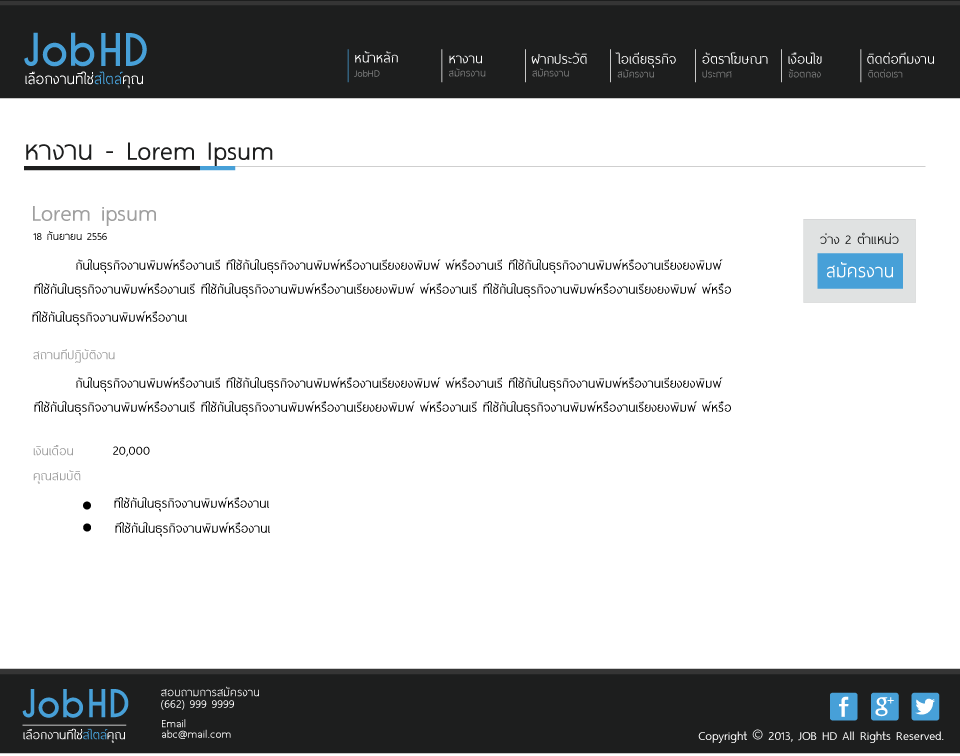 JobHD
เลือกงานที่ใช่สไตล์คุณ
หน้าหลัก
JobHD
หางาน
สมัครงาน
ฝากประวัติ
สมัครงาน
ไอเดียธุรกิจ
สมัครงาน
อัตราโฆษณา
ประกาศ
เงื่อนไข
ข้อตกลง
ติดต่อทีมงาน
ติดต่อเรา
หางาน - Lorem Ipsum
Lorem ipsum
18 กันยายน 2556
ว่าง 2 ตำแหน่ว
สมัครงาน
กันในธุรกิจงานพิมพ์หรืองานเรี ที่ใช้กันในธุรกิจงานพิมพ์หรืองานเรียงยงพิมพ์ พ์หรืองานเรี ที่ใช้กันในธุรกิจงานพิมพ์หรืองานเรียงยงพิมพ์
ที่ใช้กันในธุรกิจงานพิมพ์หรืองานเรี ที่ใช้กันในธุรกิจงานพิมพ์หรืองานเรียงยงพิมพ์ พ์หรืองานเรี ที่ใช้กันในธุรกิจงานพิมพ์หรืองานเรียงยงพิมพ์ พ์หรือ
ที่ใช้กันในธุรกิจงานพิมพ์หรืองานเ
สถานที่ปฏิบัติงาน
กันในธุรกิจงานพิมพ์หรืองานเรี ที่ใช้กันในธุรกิจงานพิมพ์หรืองานเรียงยงพิมพ์ พ์หรืองานเรี ที่ใช้กันในธุรกิจงานพิมพ์หรืองานเรียงยงพิมพ์
ที่ใช้กันในธุรกิจงานพิมพ์หรืองานเรี ที่ใช้กันในธุรกิจงานพิมพ์หรืองานเรียงยงพิมพ์ พ์หรืองานเรี ที่ใช้กันในธุรกิจงานพิมพ์หรืองานเรียงยงพิมพ์ พ์หรือ
เงินเดือน 20,000
คุณสมบัติ
● ที่ใช้กันในธุรกิจงานพิมพ์หรืองานเ
● ที่ใช้กันในธุรกิจงานพิมพ์หรืองานเ
JobHD
เลือกงานที่ใช่สไตล์คุณ
สอบถามการสมัครงาน
(662) 999 9999
Email
abc@mail.com
f g+
Copyright © 2013, JOB HD All Rights Reserved.